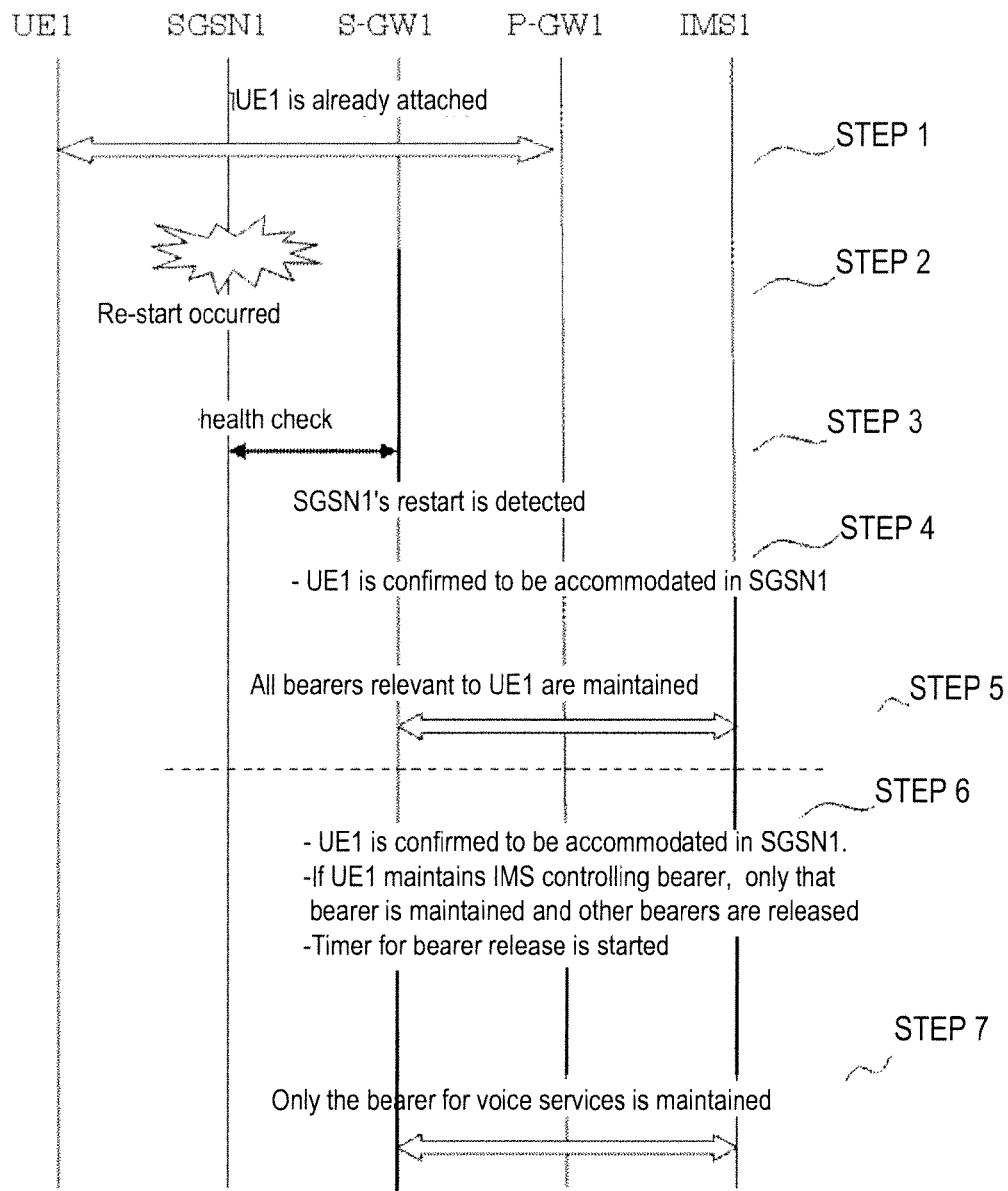 UE1 SGSN1 S-GW1 P-GW1 IMS1
UE1 is already attached
STEP 1
STEP 2
Re-start occurred
health check
STEP 3
SGSN1's restart is detected
STEP 4
- UE1 is confirmed to be accommodated in SGSN1
All bearers relevant to UE1 are maintained
STEP 5
STEP 6
- UE1 is confirmed to be accommodated in SGSN1.
-If UE1 maintains IMS controlling bearer, only that
bearer is maintained and other bearers are released
-Timer for bearer release is started
STEP 7
Only the bearer for voice services is maintained